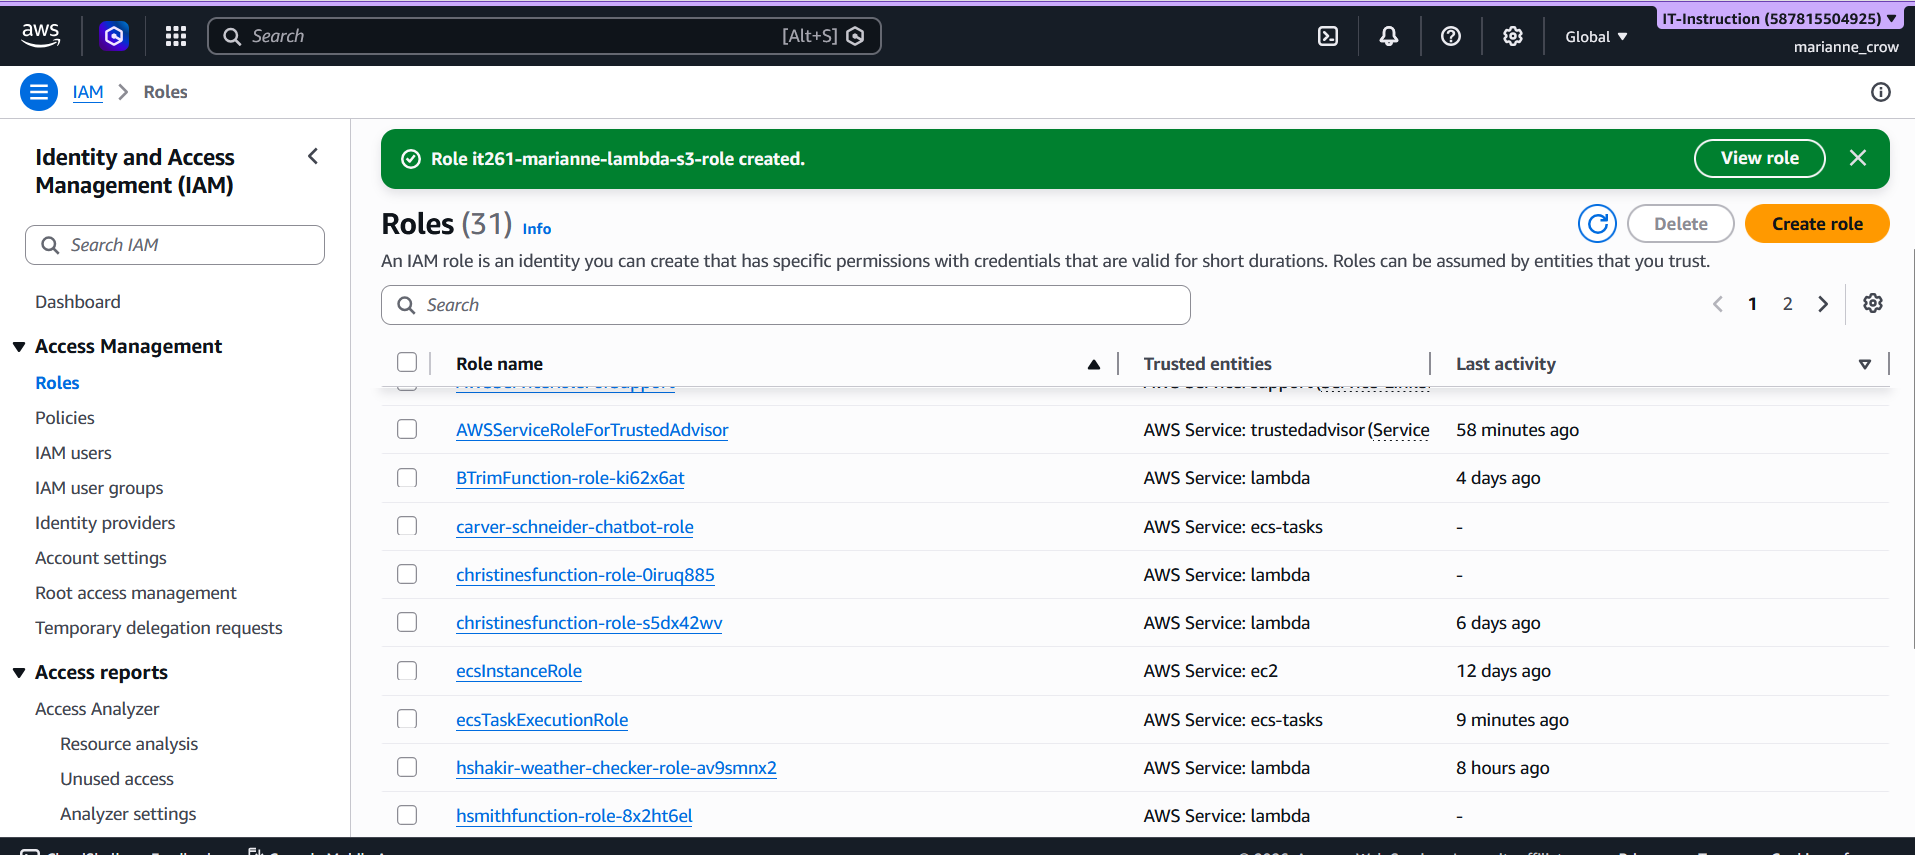 aws
Search
[Alt+S]
Global
IT-Instruction (587815504925)
marianne_crow
IAM
Roles
Identity and Access
Management (IAM)
Search IAM
Dashboard
Access Management
Roles
Policies
IAM users
IAM user groups
Identity providers
Account settings
Root access management
Temporary delegation requests
Access reports
Access Analyzer
Resource analysis
Unused access
Analyzer settings
Role it261-marianne-lambda-s3-role created.
View role
Roles (31) Info
Delete
Create role
An IAM role is an identity you can create that has specific permissions with credentials that are valid for short durations. Roles can be assumed by entities that you trust.
Search
1 2
Role name Trusted entities Last activity
AWSServiceRoleForTrustedAdvisor AWS Service: trustedadvisor (Service 58 minutes ago
BTrimFunction-role-ki62x6at AWS Service: lambda 4 days ago
carver-schneider-chatbot-role AWS Service: ecs-tasks -
christinesfunction-role-0iruq885 AWS Service: lambda -
christinesfunction-role-s5dx42wv AWS Service: lambda 6 days ago
ecsInstanceRole AWS Service: ec2 12 days ago
ecsTaskExecutionRole AWS Service: ecs-tasks 9 minutes ago
hshakir-weather-checker-role-av9smnx2 AWS Service: lambda 8 hours ago
hsmithfunction-role-8x2ht6el AWS Service: lambda -